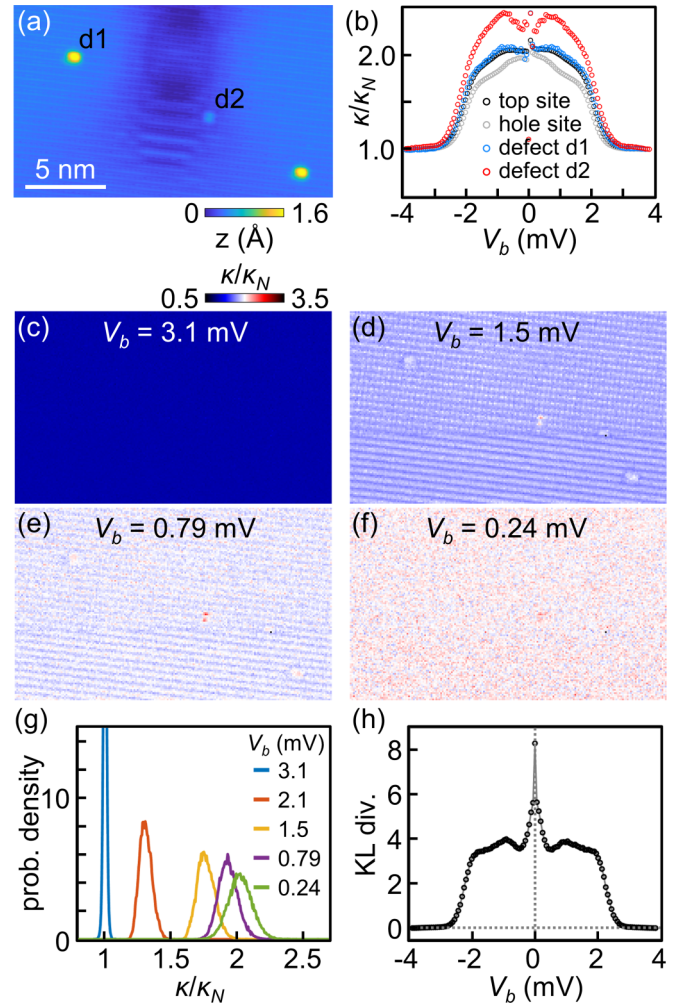 (a)
d1
d2
5 nm
0 1.6
z (Å)
(b)
κ/κN
2.0
1.0
top site
hole site
defect d1
defect d2
-4 -2 0 2 4
Vb (mV)
κ/κN
0.5 3.5
(c) Vb = 3.1 mV
(d) Vb = 1.5 mV
(e) Vb = 0.79 mV
(f) Vb = 0.24 mV
(g)
prob. density
10
0
Vb (mV)
3.1
2.1
1.5
0.79
0.24
1 1.5 2 2.5
κ/κN
(h)
KL div.
8
6
4
2
0
-4 -2 0 2 4
Vb (mV)